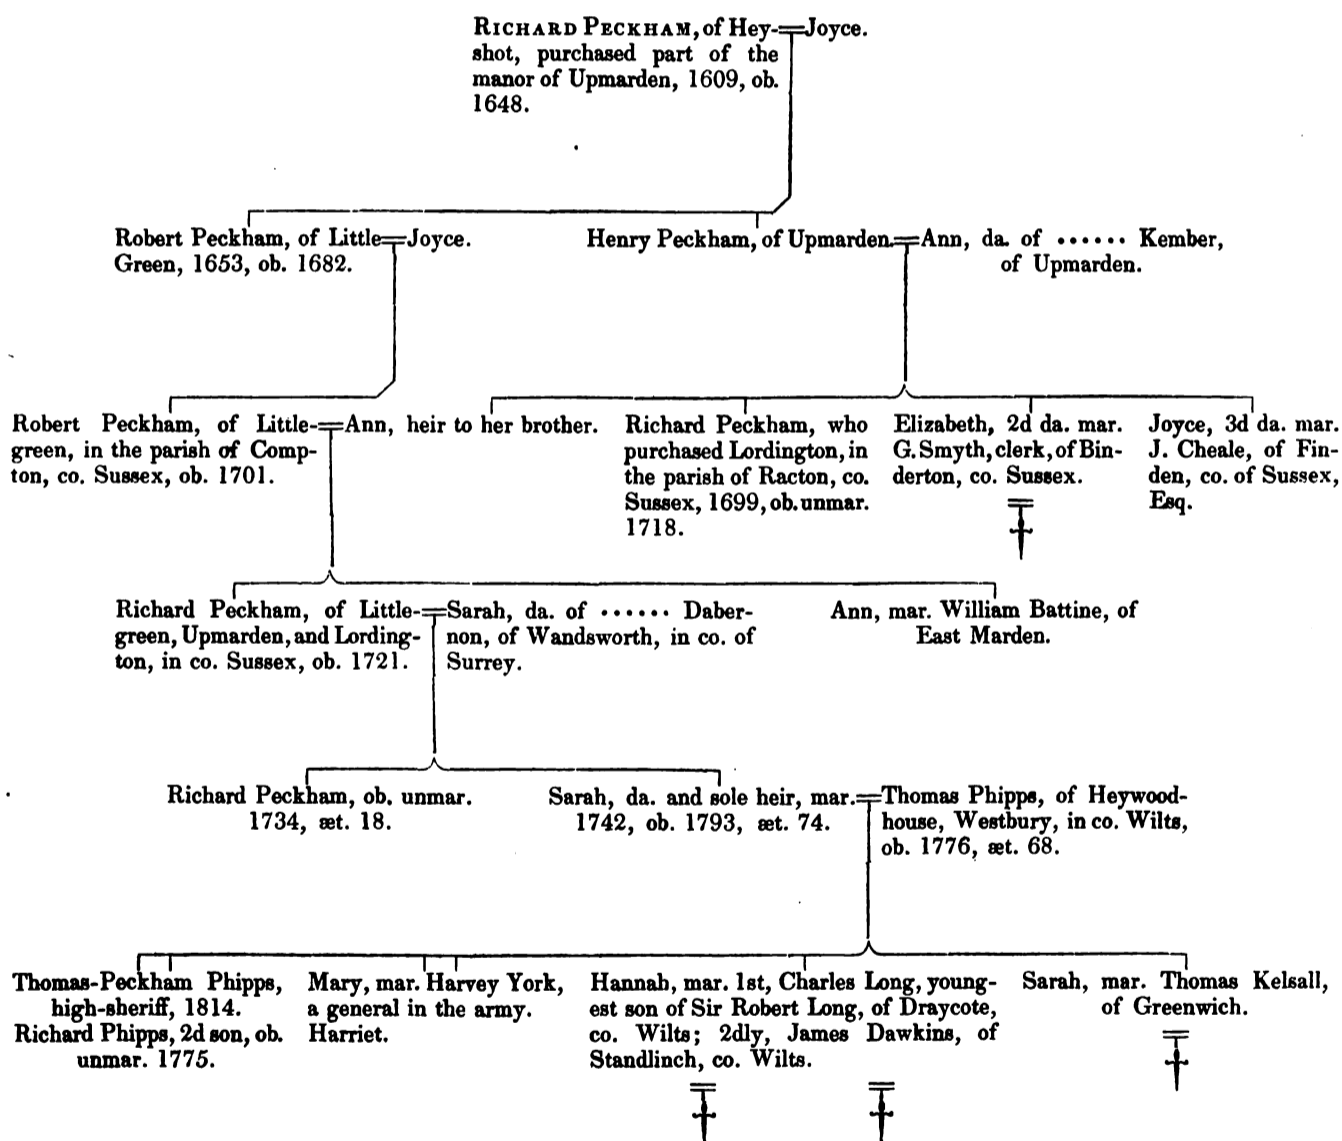 RICHARD PECKHAM, of Hey-
shot, purchased part of the
manor of Upmarden, 1609, ob.
1648.
Joyce.
Robert Peckham, of Little
Green, 1653, ob. 1682.
Joyce.
Henry Peckham, of Upmarden.
Ann, da. of ...... Kember,
of Upmarden.
Robert Peckham, of Little-
green, in the parish of Comp-
ton, co. Sussex, ob. 1701.
Ann, heir to her brother.
Richard Peckham, who
purchased Lordington, in
the parish of Racton, co.
Sussex, 1699, ob. unmar.
1718.
Elizabeth, 2d da. mar.
G. Smyth, clerk, of Bin-
derton, co. Sussex.
Joyce, 3d da. mar.
J. Cheale, of Fin-
den, co. of Sussex,
Esq.
Richard Peckham, of Little-
green, Upmarden, and Lording-
ton, in co. Sussex, ob. 1721.
Sarah, da. of ...... Daber-
non, of Wandsworth, in co. of
Surrey.
Ann, mar. William Battine, of
East Marden.
Richard Peckham, ob. unmar.
1734, æt. 18.
Sarah, da. and sole heir, mar.
1742, ob. 1793, æt. 74.
Thomas Phipps, of Heywood-
house, Westbury, in co. Wilts,
ob. 1776, æt. 68.
Thomas-Peckham Phipps,
high-sheriff, 1814.
Richard Phipps, 2d son, ob.
unmar. 1775.
Mary, mar. Harvey York,
a general in the army.
Harriet.
Hannah, mar. 1st, Charles Long, young-
est son of Sir Robert Long, of Draycote,
co. Wilts; 2dly, James Dawkins, of
Standlinch, co. Wilts.
Sarah, mar. Thomas Kelsall,
of Greenwich.